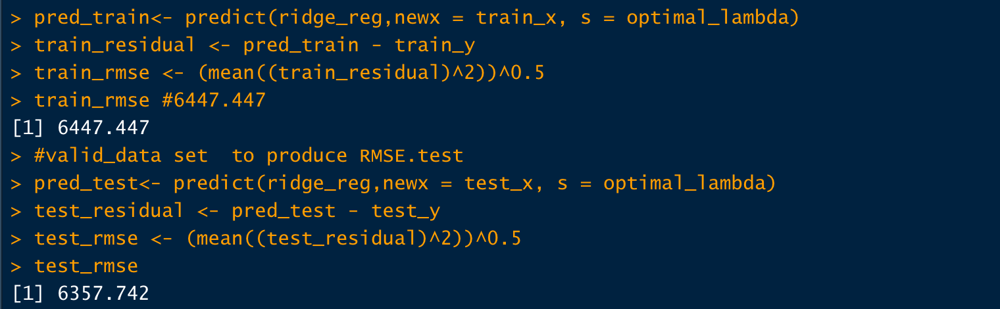 > pred_train<- predict(ridge_reg,newx = train_x, s = optimal_lambda)
> train_residual <- pred_train - train_y
> train_rmse <- (mean((train_residual)^2))^0.5
> train_rmse #6447.447
[1] 6447.447
> #valid_data set  to produce RMSE.test
> pred_test<- predict(ridge_reg,newx = test_x, s = optimal_lambda)
> test_residual <- pred_test - test_y
> test_rmse <- (mean((test_residual)^2))^0.5
> test_rmse
[1] 6357.742